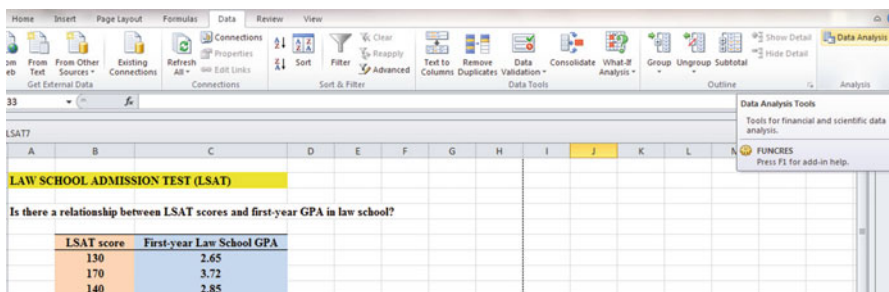 Home Insert Page Layout Formulas Data Review View
Connections
Properties
Edit Links
From Text
From Other Sources
Existing Connections
Refresh All
Sort
Filter
Clear
Reapply
Advanced
Text to Columns
Remove Duplicates
Data Validation
Consolidate
What-If Analysis
Group
Ungroup
Subtotal
Show Detail
Hide Detail
Data Analysis
Get External Data Connections Sort & Filter Data Tools Outline Analysis
33 fx
Data Analysis Tools
Tools for financial and scientific data
analysis.
FUNCRES
Press F1 for add-in help.
LSAT7
A B C D E F G H I J K L
LAW SCHOOL ADMISSION TEST (LSAT)
Is there a relationship between LSAT scores and first-year GPA in law school?
LSAT score First-year Law School GPA
130 2.65
170 3.72
140 2.85